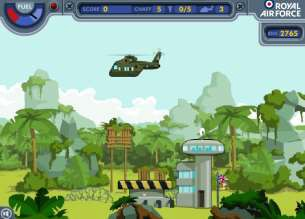 FUEL
SCORE 0 CHAFF 5 0/5 3
ROYAL
AIR FORCE
2765